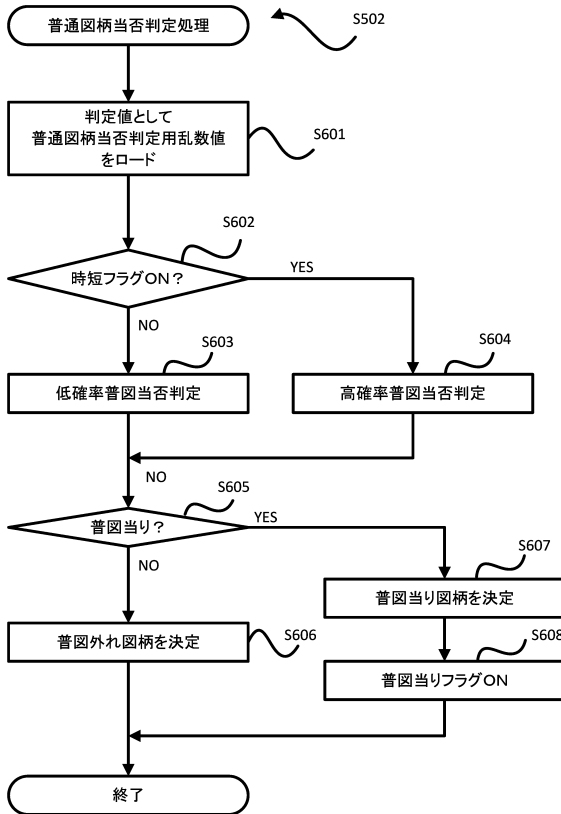 普通図柄当否判定処理
S502
判定値として
普通図柄当否判定用乱数値
をロード
S601
S602
時短フラグON？
YES
NO
S603
S604
低確率普図当否判定
高確率普図当否判定
NO
S605
普図当り？
YES
NO
S607
普図当り図柄を決定
普図外れ図柄を決定
S606
S608
普図当りフラグON
終了